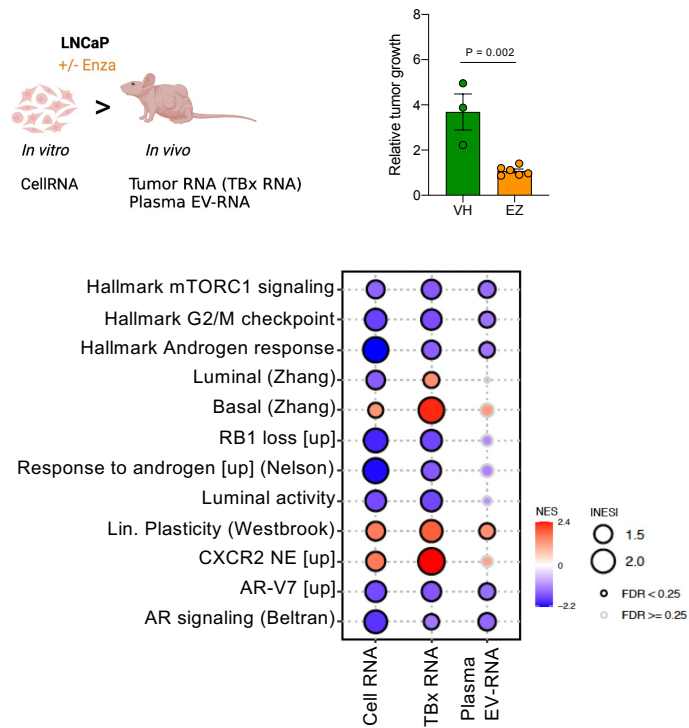 LNCaP
+/- Enza
>
In vitro
In vivo
CellRNA
Tumor RNA (TBx RNA)
Plasma EV-RNA
Relative tumor growth
8
6
4
2
0
P = 0.002
VH
EZ
Hallmark mTORC1 signaling
Hallmark G2/M checkpoint
Hallmark Androgen response
Luminal (Zhang)
Basal (Zhang)
RB1 loss [up]
Response to androgen [up] (Nelson)
Luminal activity
Lin. Plasticity (Westbrook)
CXCR2 NE [up]
AR-V7 [up]
AR signaling (Beltran)
Cell RNA
TBx RNA
Plasma
EV-RNA
NES
2.4
0
−2.2
INESI
1.5
2.0
FDR < 0.25
FDR >= 0.25